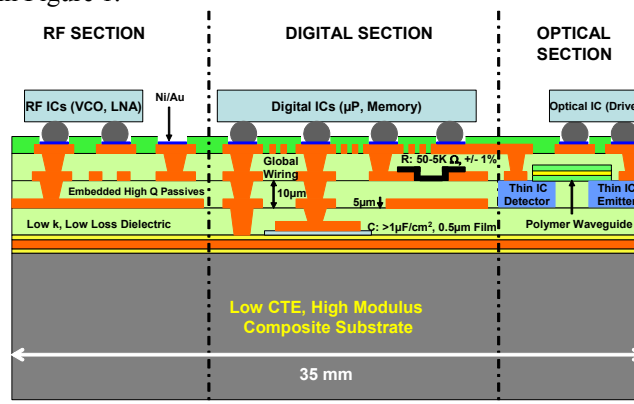 m Figure 1.
RF SECTION
DIGITAL SECTION
OPTICAL
SECTION
Ni/Au
RF ICs (VCO, LNA)
Digital ICs (µP, Memory)
Optical IC (Drive
Global
Wiring
R: 50-5K Ω, +/- 1%
Embedded High Q Passives
10µm
5µm
Thin IC
Detector
Thin IC
Emitter
Low k, Low Loss Dielectric
C: >1µF/cm², 0.5µm Film
Polymer Waveguide
Low CTE, High Modulus
Composite Substrate
35 mm